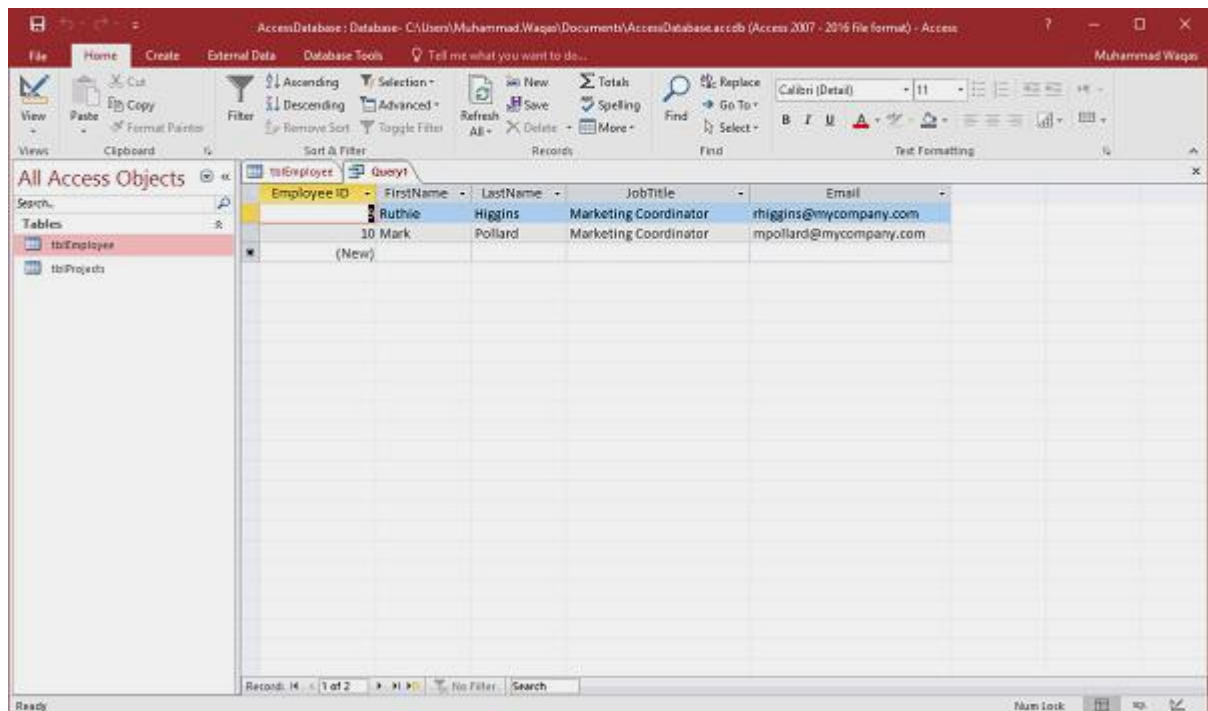 AccessDatabase : Database- C:\Users\Muhammad.Waqas\Documents\AccessDatabase.accdb (Access 2007 - 2016 file format) - Access
File Home Create External Data Database Tools Tell me what you want to do...
Muhammad Waqas
View
Paste
Cut
Copy
Format Painter
Filter
Ascending
Descending
Remove Sort
Selection
Advanced
Toggle Filter
Refresh All
New
Save
Delete
Totals
Spelling
More
Find
Replace
Go To
Select
Calibri (Detail) 11
B I U A
Views Clipboard Sort & Filter Records Find Text Formatting
All Access Objects
Search..
Tables
tblEmployee
tblProjects
tblEmployee Query1
Employee ID FirstName LastName JobTitle Email
Ruthie Higgins Marketing Coordinator rhiggins@mycompany.com
10 Mark Pollard Marketing Coordinator mpollard@mycompany.com
(New)
Record: 1 of 2 No Filter Search
Ready
Num Lock SQL